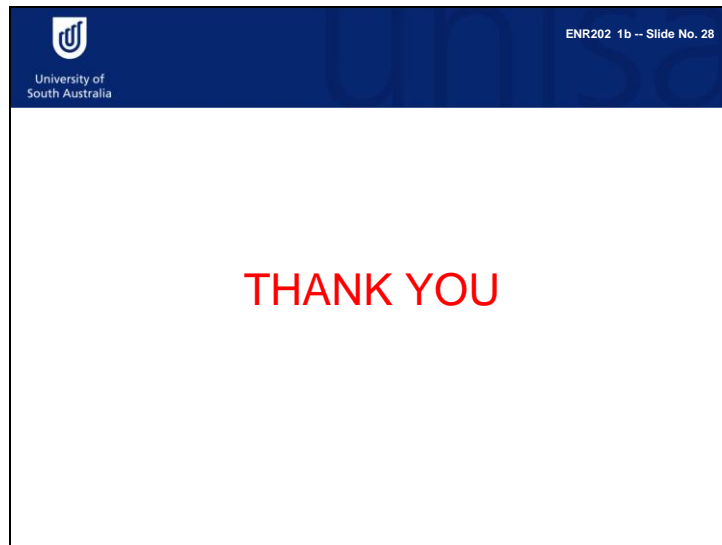 ENR202 1b -- Slide No. 28
University of
South Australia
unisa
THANK YOU